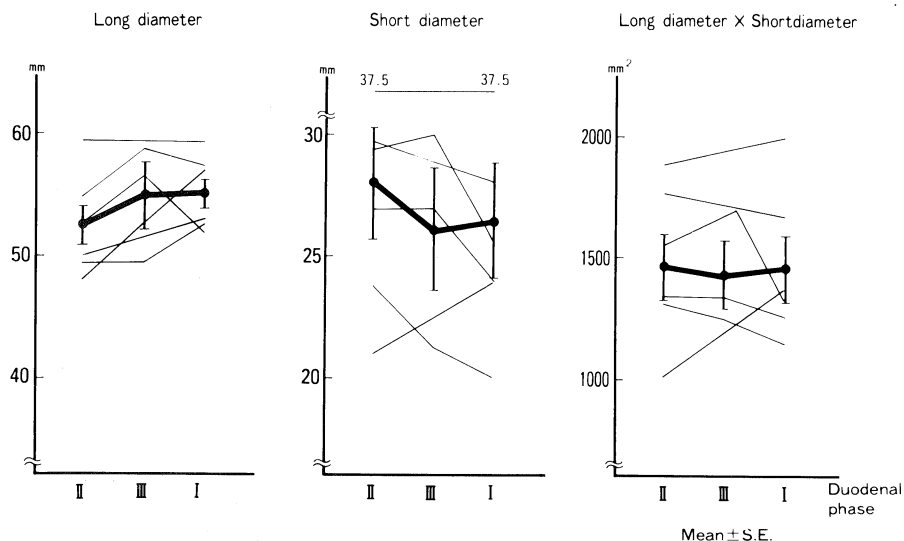 Long diameter
Short diameter
Long diameter X Shortdiameter
mm
60
50
40
II
III
I
mm
37.5
37.5
30
25
20
II
III
I
mm²
2000
1500
1000
II
III
I
Duodenal
phase
Mean ± S.E.